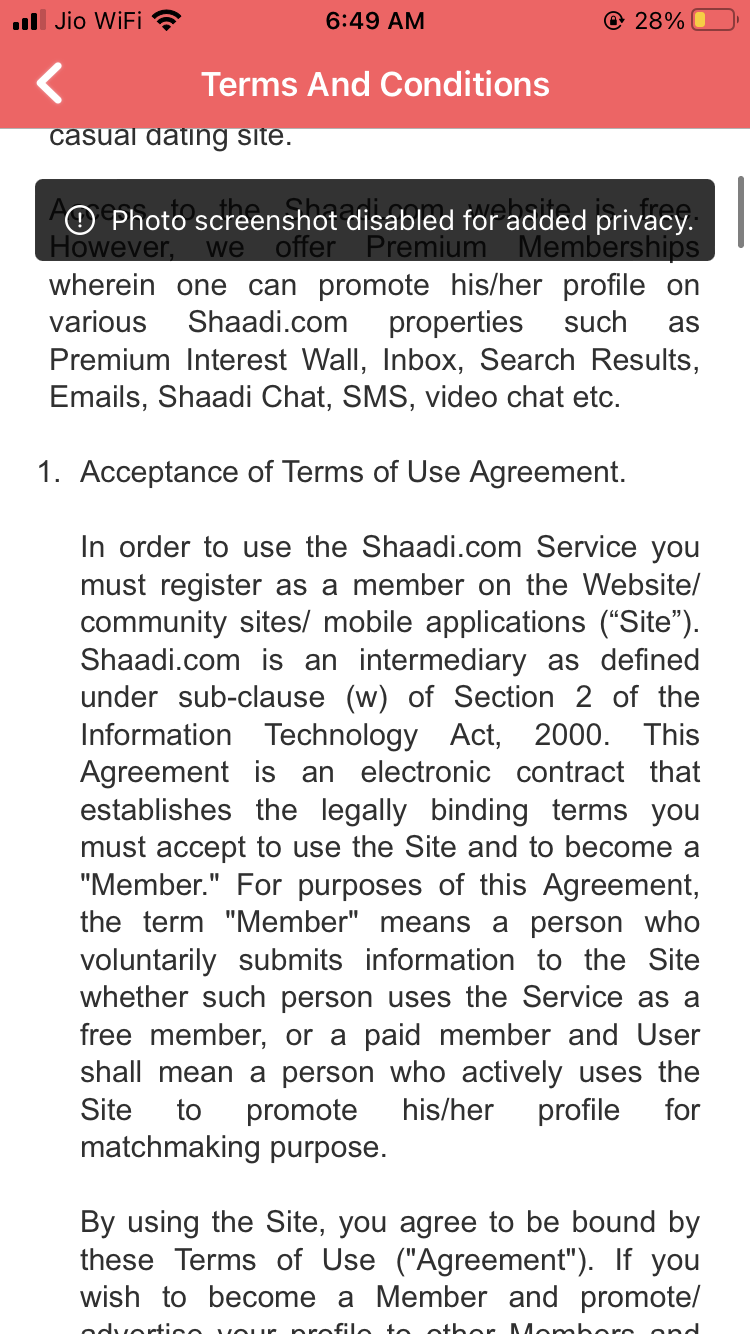 Jio WiFi 6:49 AM 28%
Terms And Conditions
casual dating site.
Access to the Shaadi.com website is free.
Photo screenshot disabled for added privacy.
However, we offer Premium Memberships
wherein one can promote his/her profile on
various Shaadi.com properties such as
Premium Interest Wall, Inbox, Search Results,
Emails, Shaadi Chat, SMS, video chat etc.
1. Acceptance of Terms of Use Agreement.
In order to use the Shaadi.com Service you
must register as a member on the Website/
community sites/ mobile applications (“Site”).
Shaadi.com is an intermediary as defined
under sub-clause (w) of Section 2 of the
Information Technology Act, 2000. This
Agreement is an electronic contract that
establishes the legally binding terms you
must accept to use the Site and to become a
"Member." For purposes of this Agreement,
the term "Member" means a person who
voluntarily submits information to the Site
whether such person uses the Service as a
free member, or a paid member and User
shall mean a person who actively uses the
Site to promote his/her profile for
matchmaking purpose.
By using the Site, you agree to be bound by
these Terms of Use ("Agreement"). If you
wish to become a Member and promote/
advertise your profile to other Members and